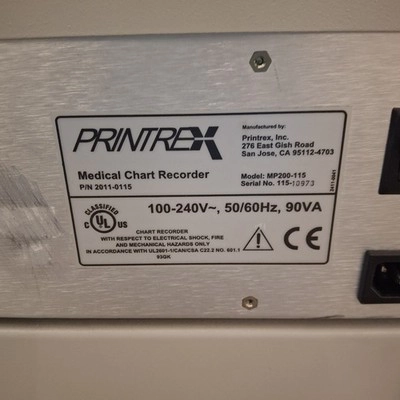 PRINTREX
Manufactured by:
Printrex, Inc.
276 East Gish Road
San Jose, CA 95112-4703
Medical Chart Recorder
P/N 2011-0115
Model: MP200-115
Serial No. 115-10973
CLASSIFIED
C UL US
100-240V~, 50/60Hz, 90VA
CHART RECORDER
WITH RESPECT TO ELECTRICAL SHOCK, FIRE
AND MECHANICAL HAZARDS ONLY
IN ACCORDANCE WITH UL2601-1/CAN/CSA C22.2 NO. 601.1
93GK
CE